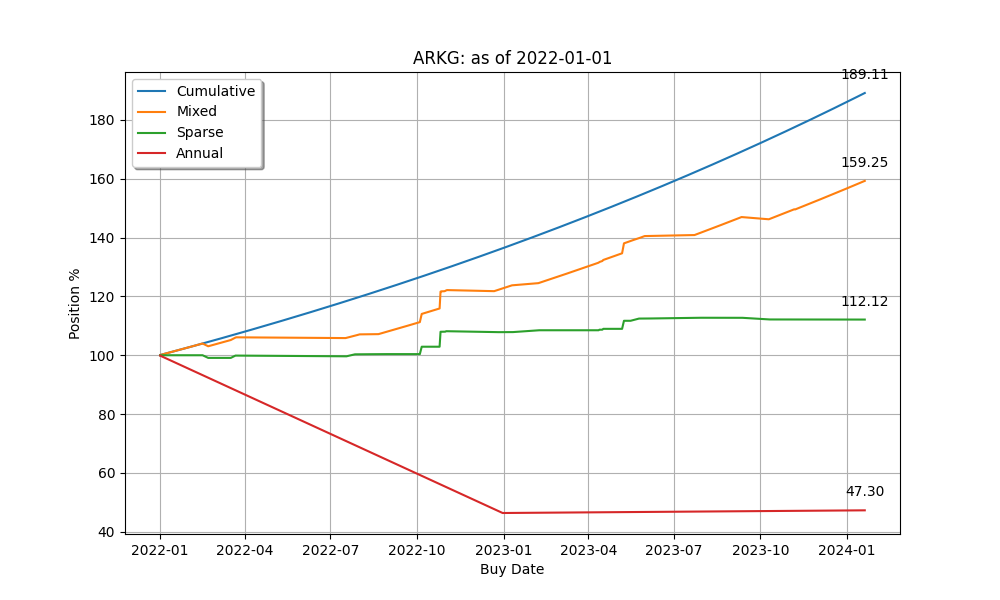 ARKG: as of 2022-01-01
Cumulative
Mixed
Sparse
Annual
189.11
159.25
112.12
47.30
180
160
140
120
100
80
60
40
Position %
2022-01 2022-04 2022-07 2022-10 2023-01 2023-04 2023-07 2023-10 2024-01
Buy Date